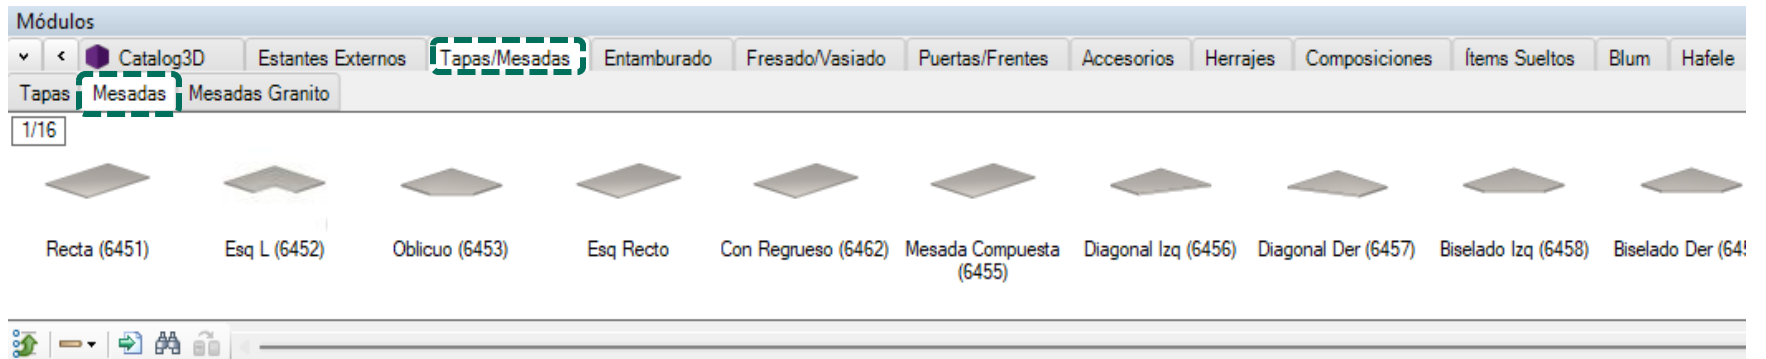 Módulos
Catalog3D Estantes Externos Tapas/Mesadas Entamburado Fresado/Vasiado Puertas/Frentes Accesorios Herrajes Composiciones Ítems Sueltos Blum Hafele
Tapas Mesadas Mesadas Granito
1/16
Recta (6451) Esq L (6452) Oblicuo (6453) Esq Recto Con Regrueso (6462) Mesada Compuesta Diagonal Izq (6456) Diagonal Der (6457) Biselado Izq (6458) Biselado Der
(6455)